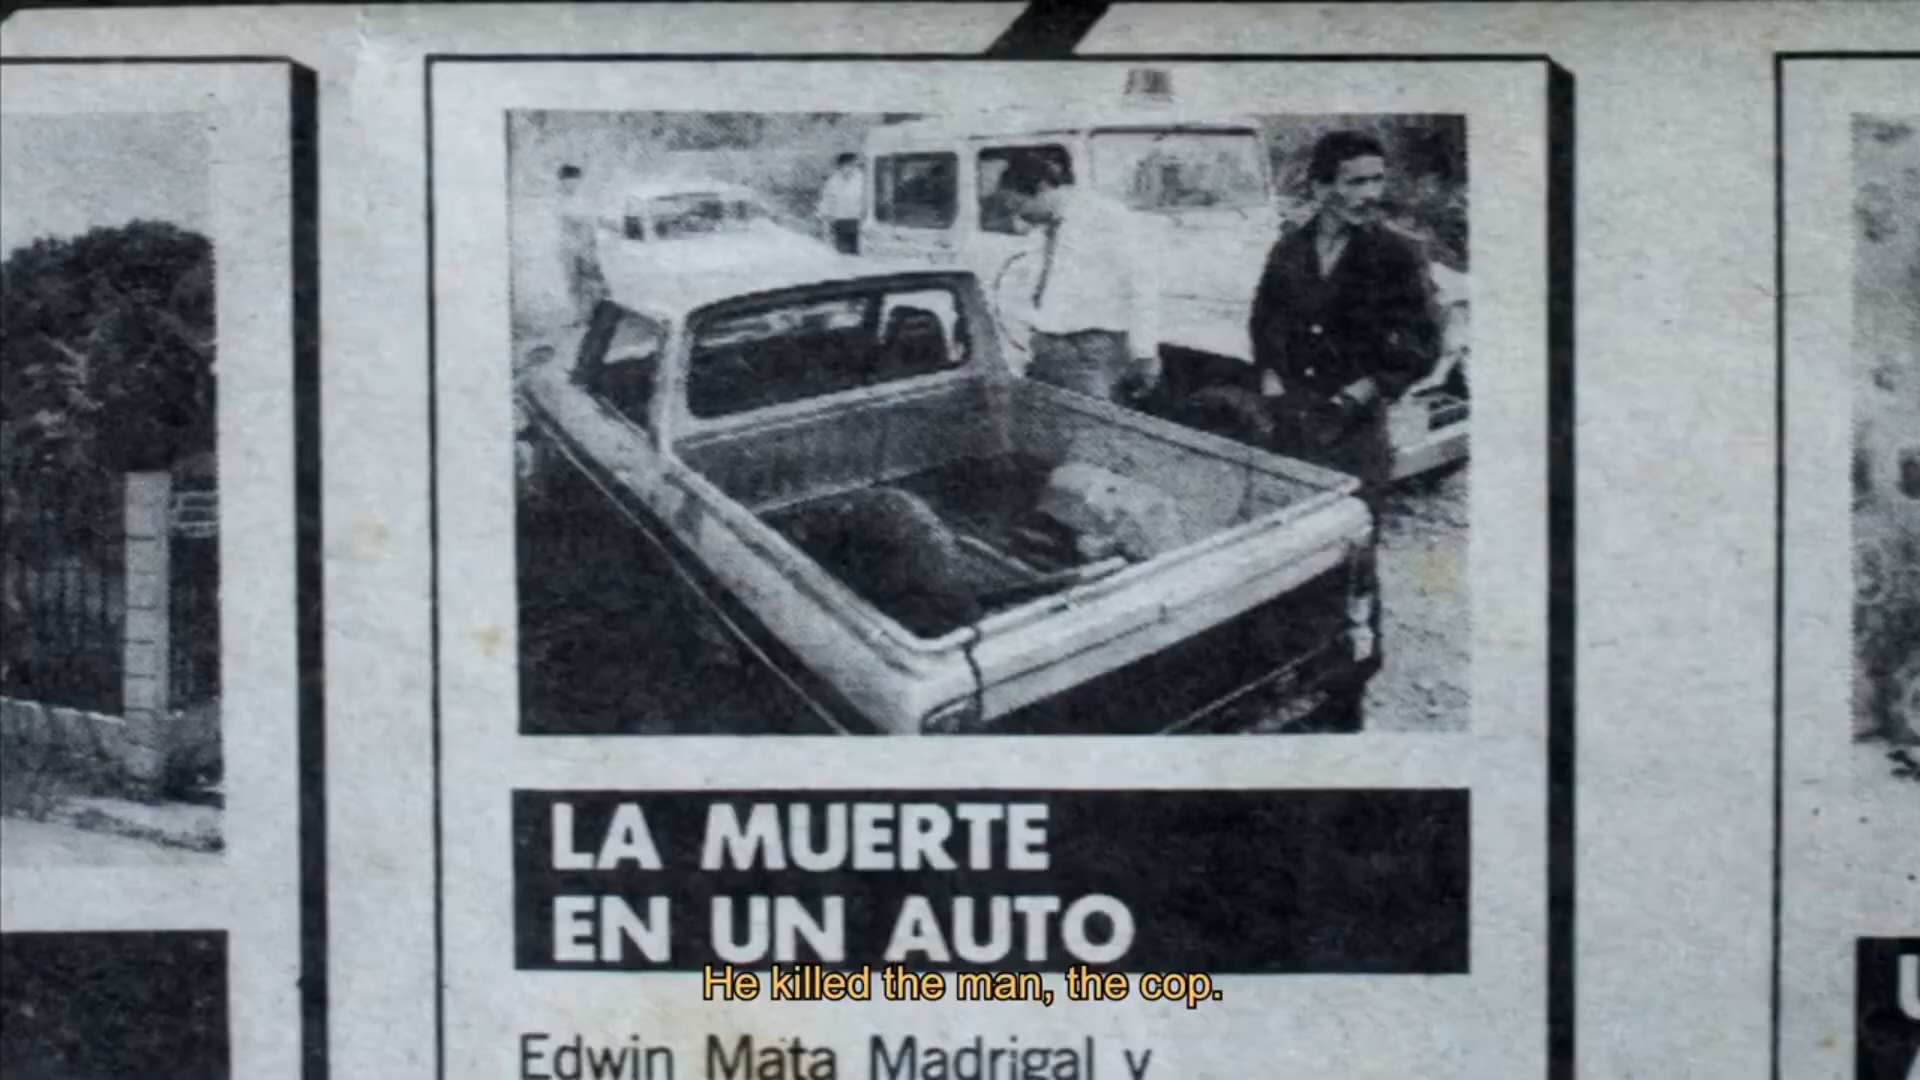 LA MUERTE
EN UN AUTO
He killed the man, the cop.
Edwin Mata Madrigal y